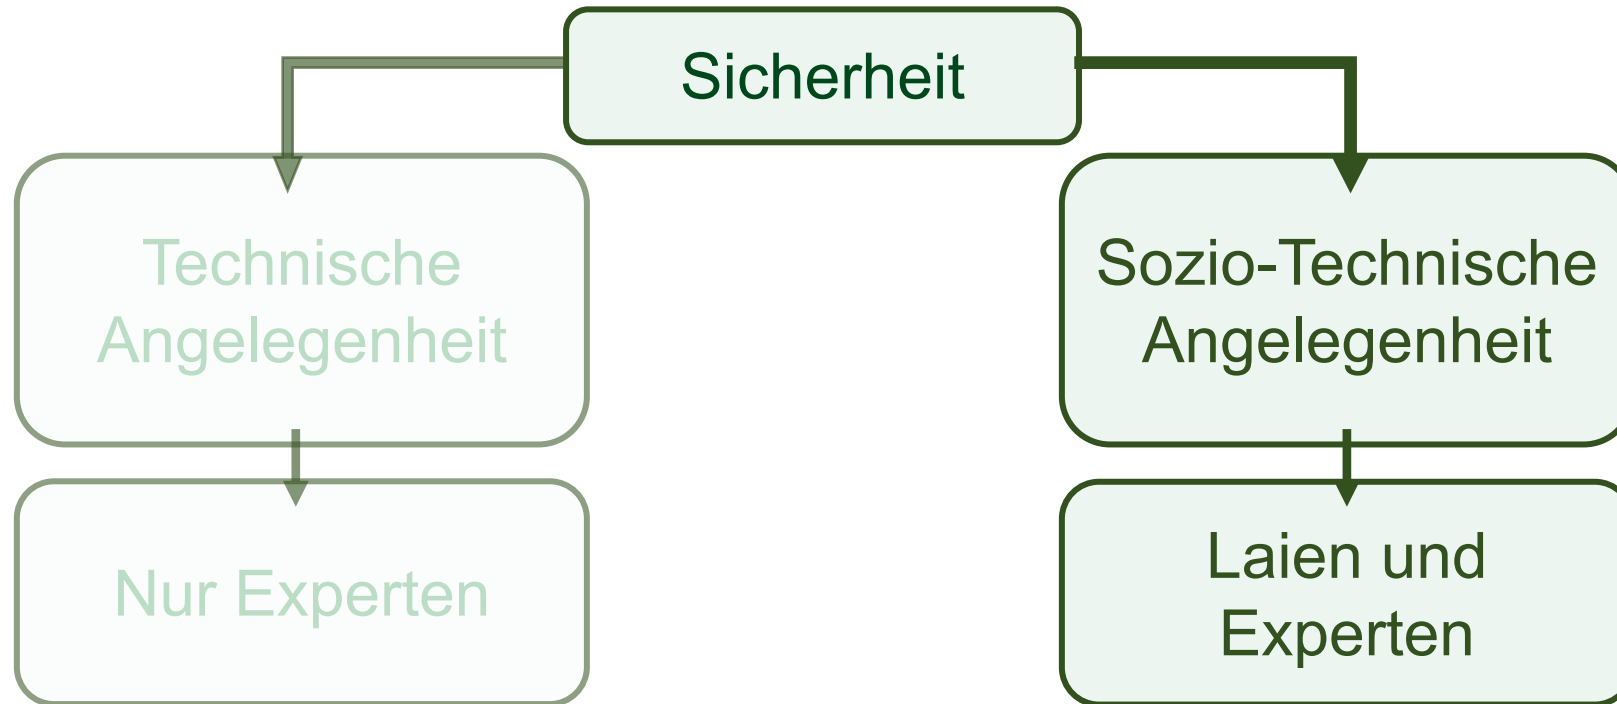 Sicherheit
Technische
Angelegenheit
Nur Experten
Sozio-Technische
Angelegenheit
Laien und
Experten